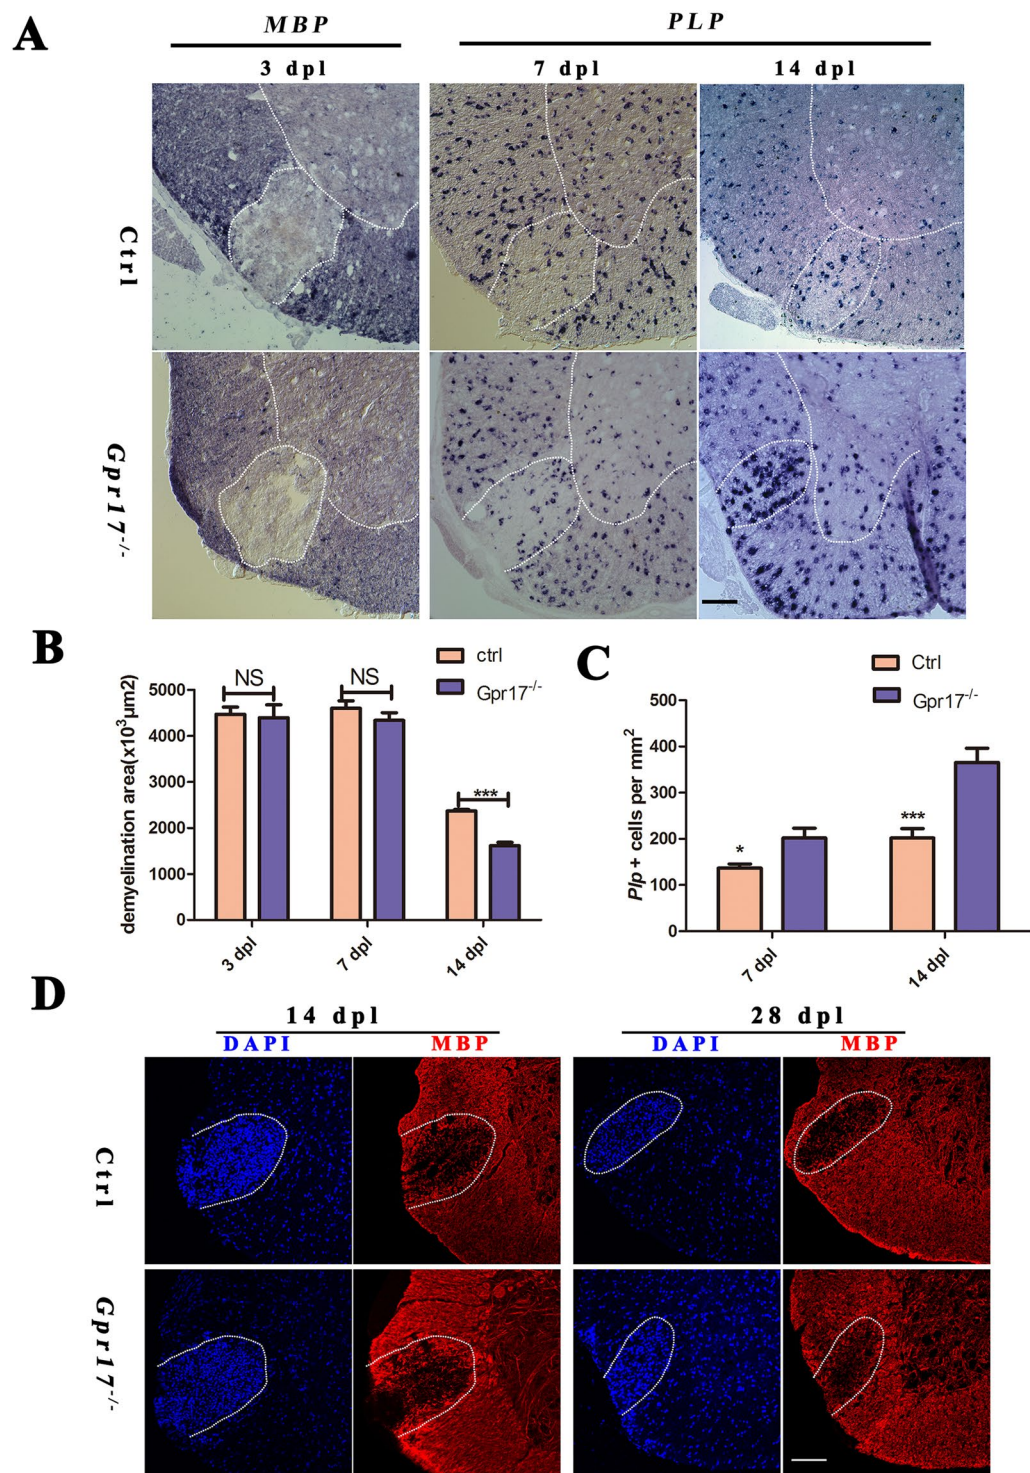 A
MBP
PLP
3 dpl
7 dpl
14 dpl
Ctrl
Gpr17-/-
B
ctrl
Gpr17-/-
demyelination area(x10³µm2)
5000
4000
3000
2000
1000
0
NS
NS
***
3 dpl
7 dpl
14 dpl
C
Ctrl
Gpr17-/-
Plp + cells per mm²
500
400
300
200
100
0
*
***
7 dpl
14 dpl
D
14 dpl
28 dpl
DAPI
MBP
DAPI
MBP
Ctrl
Gpr17-/-